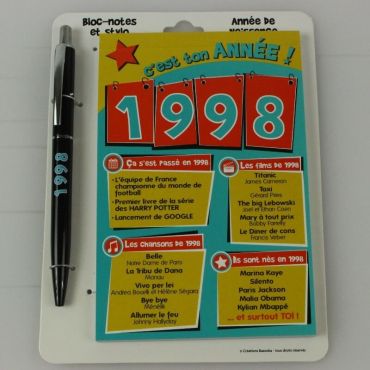 Bloc-notes
et stylo
Année de
Naissance
c'est ton ANNÉE !
1998
1998
Ça s'est passé en 1998
• L'équipe de France
championne du monde de
football
• Premier livre de la série
des HARRY POTTER
• Lancement de GOOGLE
Les films de 1998
Titanic
James Cameron
Taxi
Gérard Pirès
The big Lebowski
Joel et Ethan Coen
Mary à tout prix
Bobby Farrelly
Le Dîner de cons
Francis Veber
Les chansons de 1998
Belle
Notre Dame de Paris
La Tribu de Dana
Manau
Vivo per lei
Andrea Bocelli et Hélène Ségara
Bye bye
Ménélik
Allumer le feu
Johnny Hallyday
Ils sont nés en 1998
Marina Kaye
Silento
Paris Jackson
Malia Obama
Kylian Mbappé
... et surtout TOI !